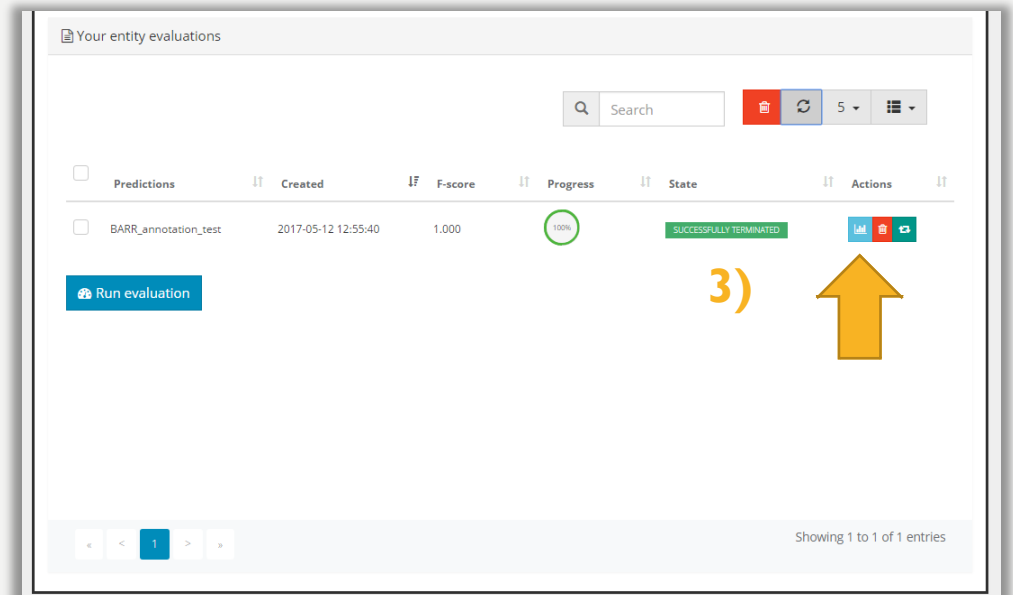 Your entity evaluations
Search
5
Predictions Created F-score Progress State Actions
BARR_annotation_test 2017-05-12 12:55:40 1.000 100% SUCCESSFULLY TERMINATED
3)
Run evaluation
« < 1 > »
Showing 1 to 1 of 1 entries